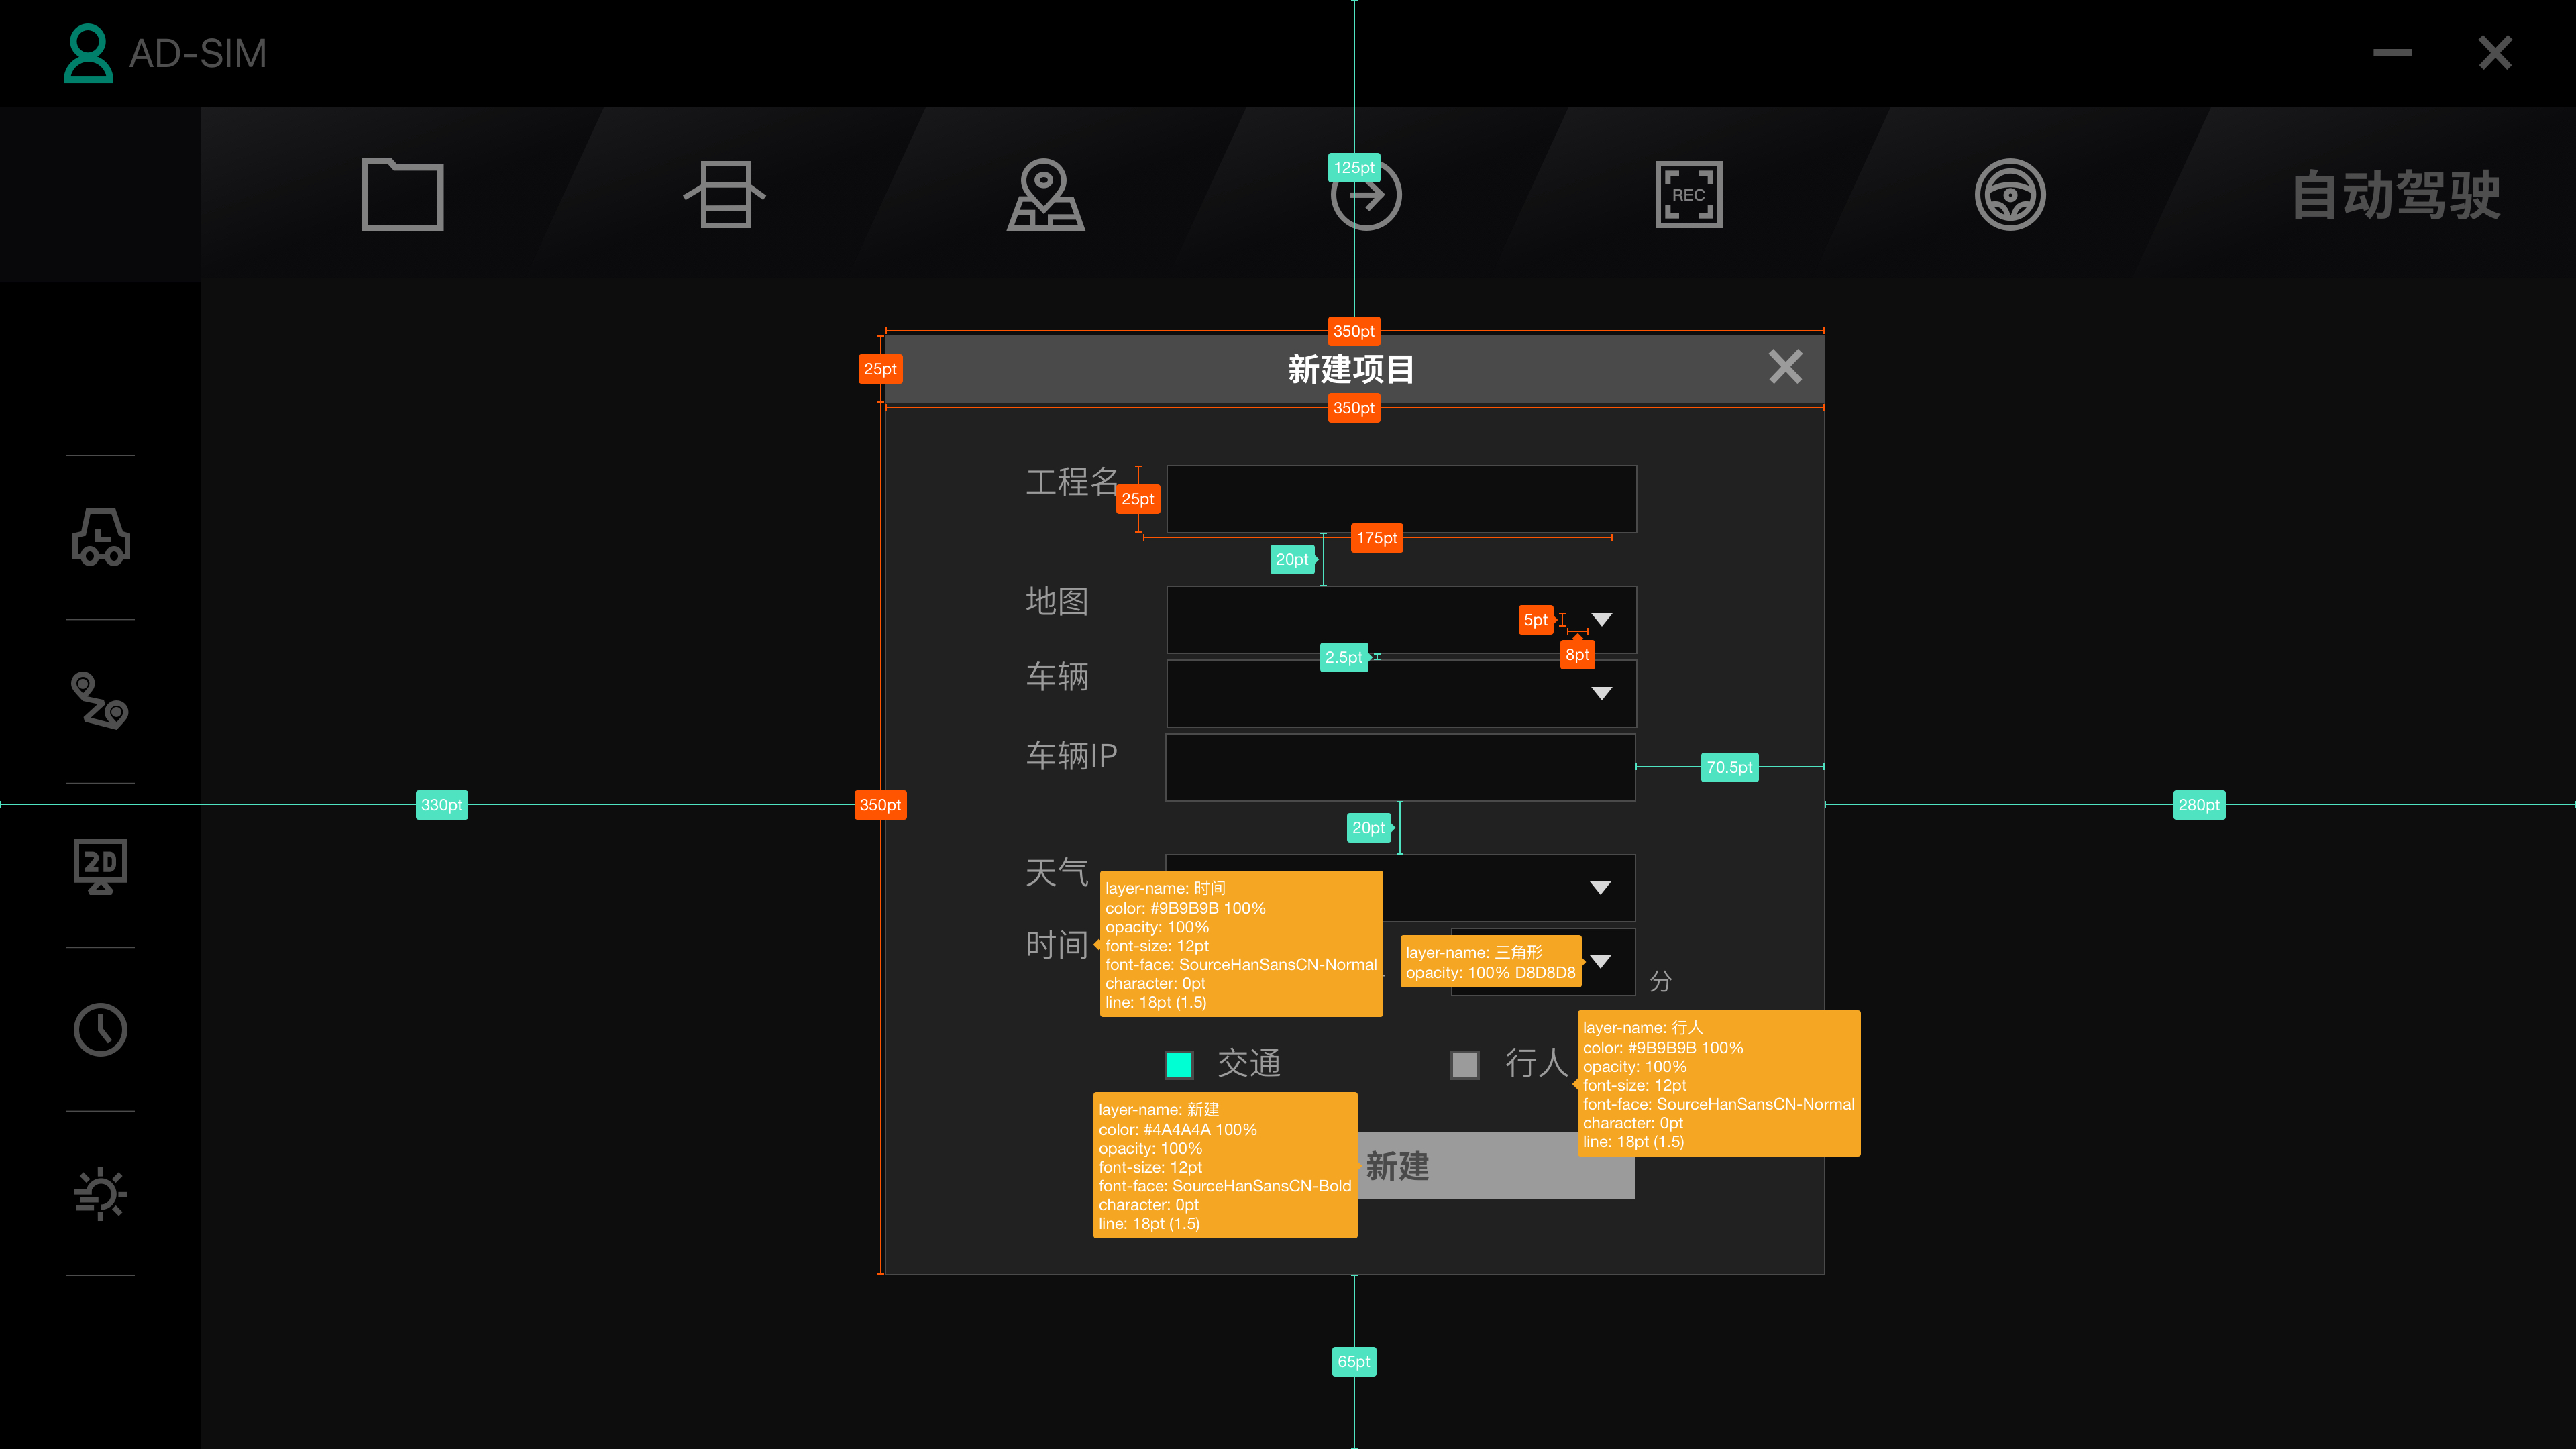 AD-SIM
125pt
REC
自动驾驶
350pt
25pt
新建项目
350pt
工程名
25pt
175pt
20pt
地图
5pt
8pt
2.5pt
车辆
车辆IP
70.5pt
330pt
350pt
280pt
20pt
2D
天气
layer-name: 时间
color: #9B9B9B 100%
opacity: 100%
font-size: 12pt
font-face: SourceHanSansCN-Normal
character: 0pt
line: 18pt (1.5)
时间
layer-name: 三角形
opacity: 100% D8D8D8
分
交通
行人
layer-name: 行人
color: #9B9B9B 100%
opacity: 100%
font-size: 12pt
font-face: SourceHanSansCN-Normal
character: 0pt
line: 18pt (1.5)
layer-name: 新建
color: #4A4A4A 100%
opacity: 100%
font-size: 12pt
font-face: SourceHanSansCN-Bold
character: 0pt
line: 18pt (1.5)
新建
65pt